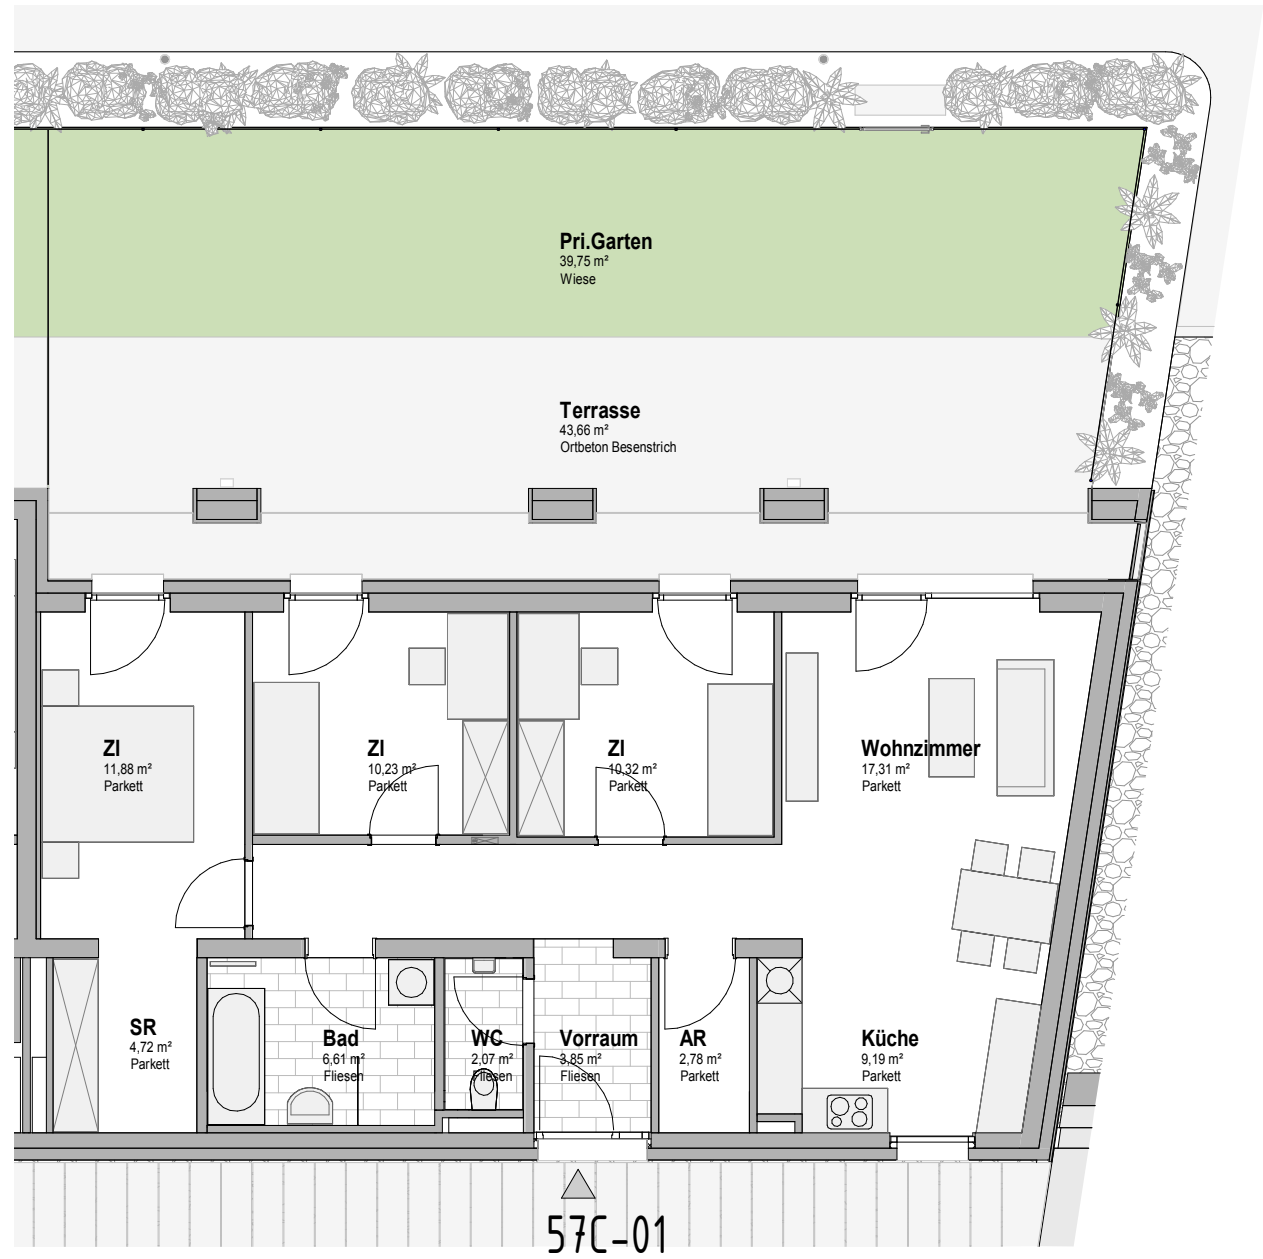 Pri.Garten
39,75 m²
Wiese
Terrasse
43,66 m²
Ortbeton Besenstrich
ZI
11,88 m²
Parkett
ZI
10,23 m²
Parkett
ZI
10,32 m²
Parkett
Wohnzimmer
17,31 m²
Parkett
SR
4,72 m²
Parkett
Bad
6,61 m²
Fliesen
WC
2,07 m²
Fliesen
Vorraum
3,85 m²
Fliesen
AR
2,78 m²
Parkett
Küche
9,19 m²
Parkett
57C-01